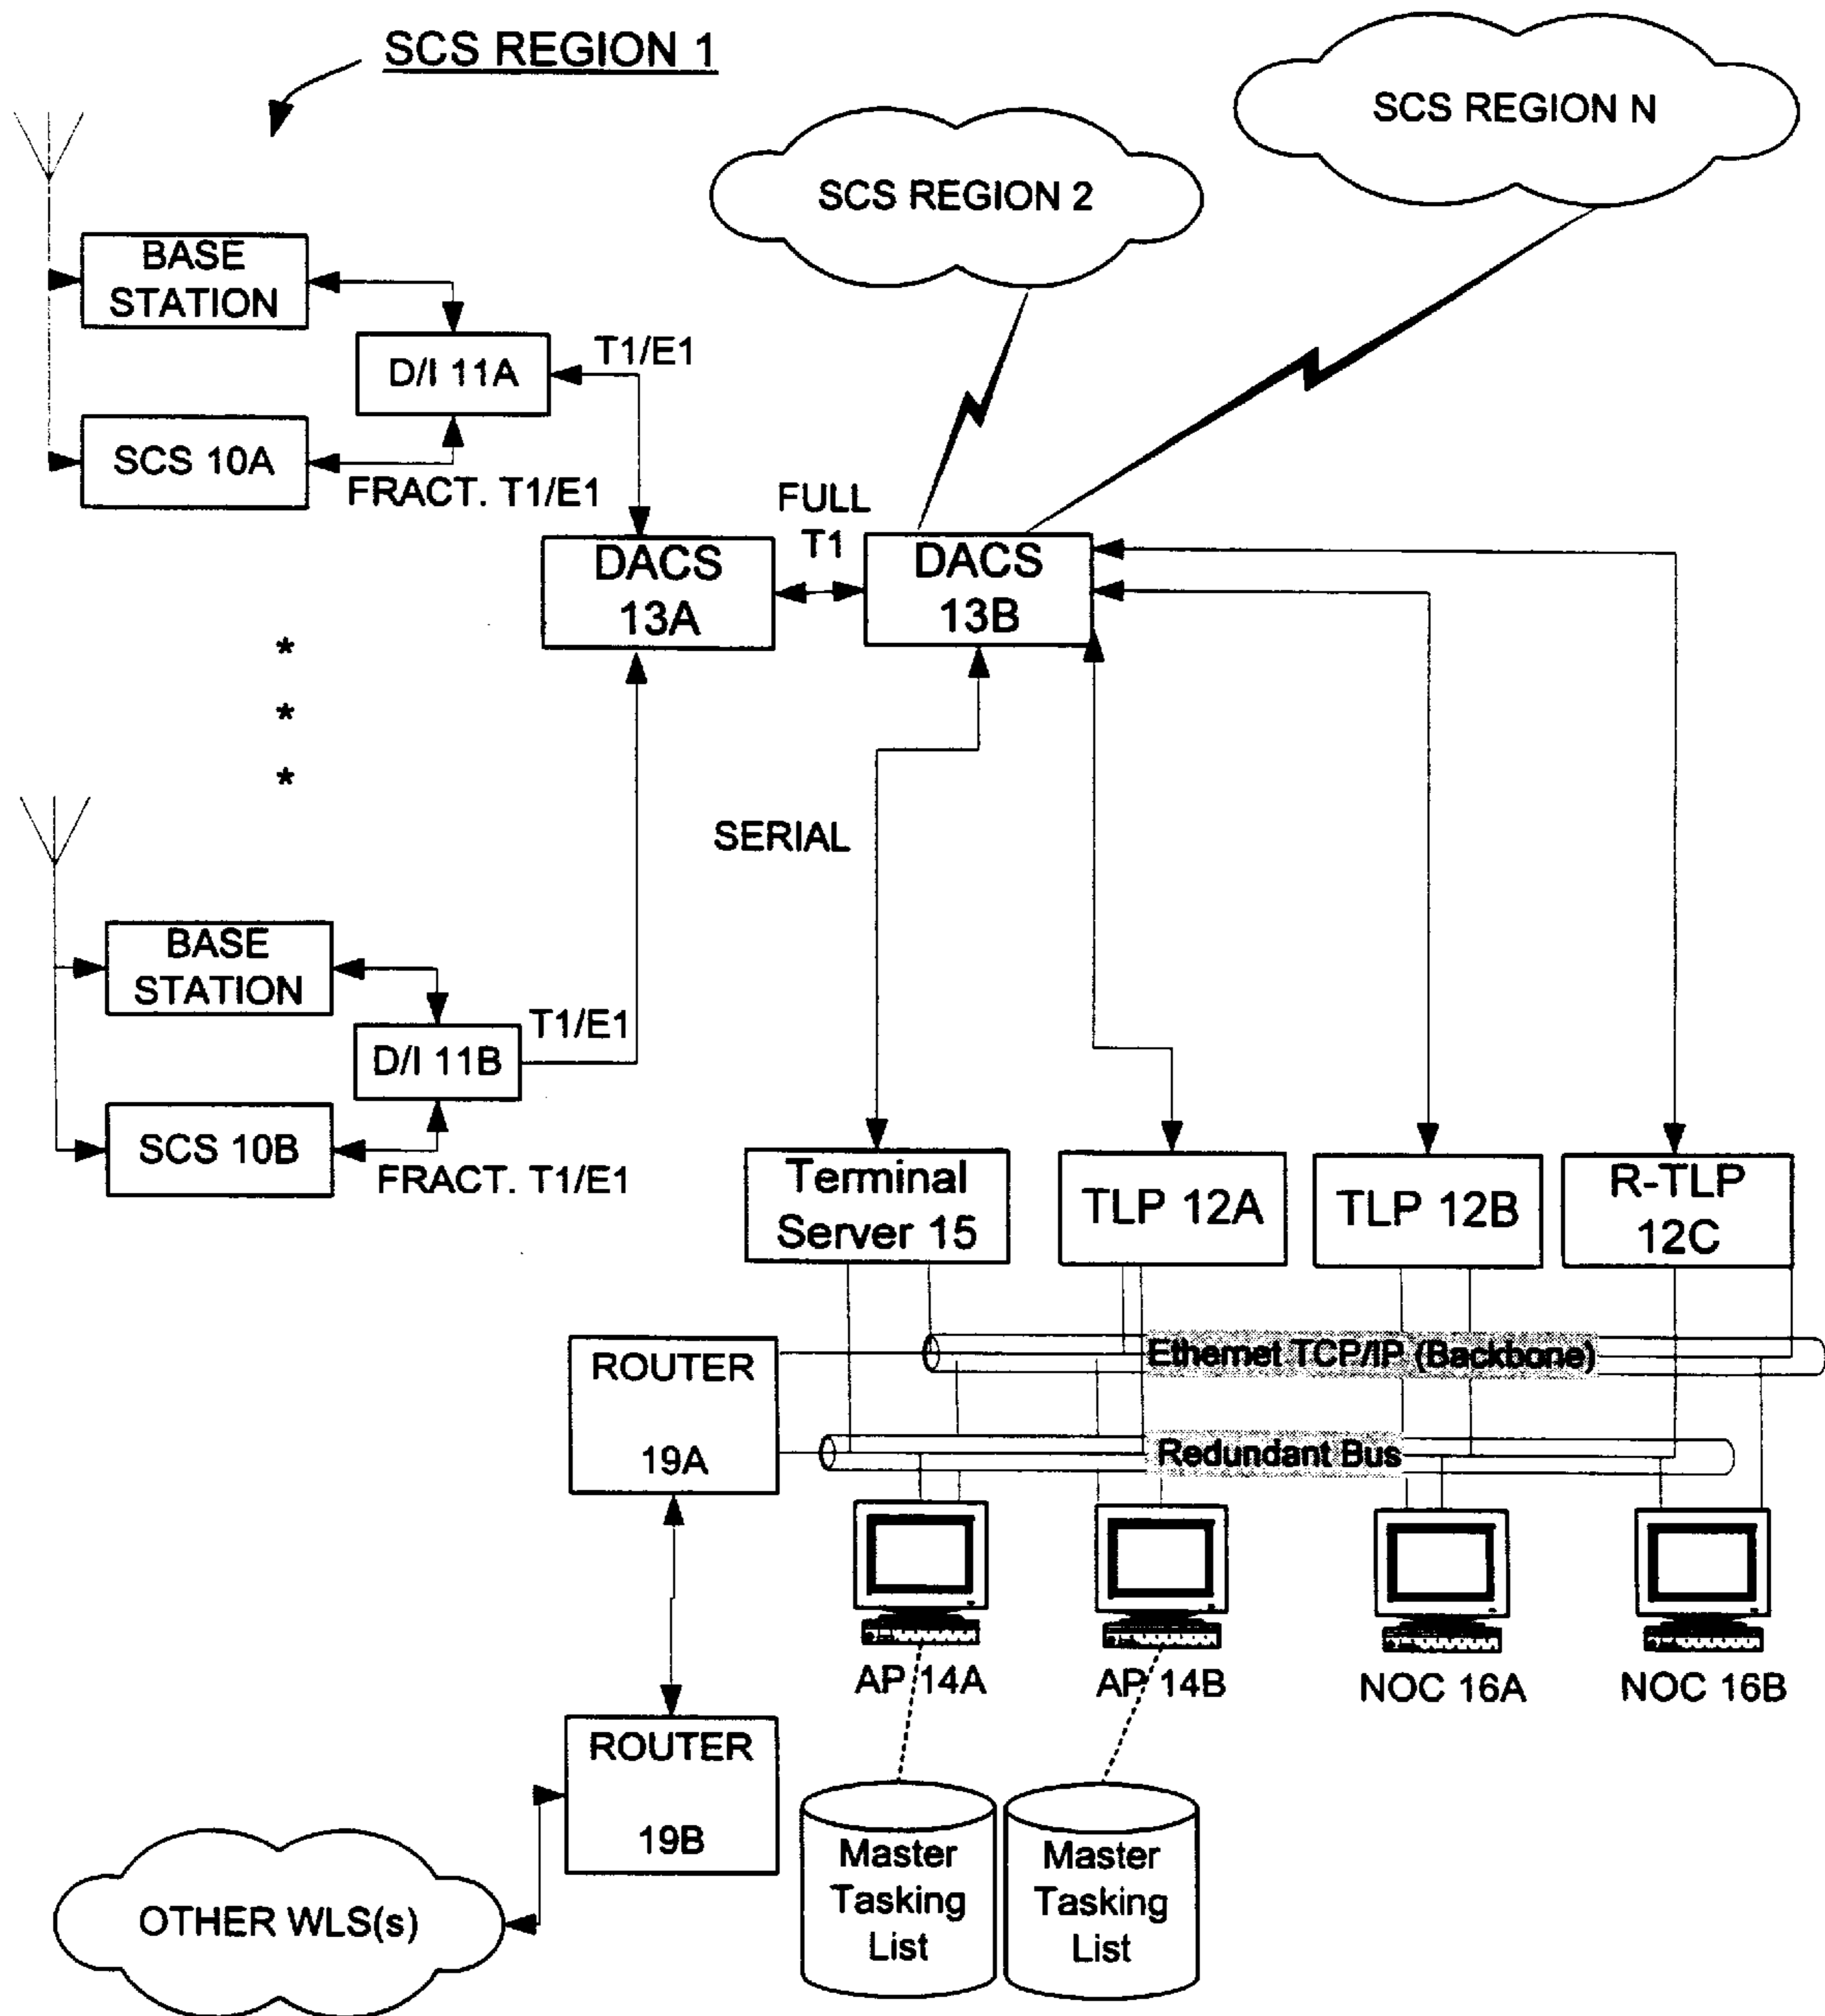 SCS REGION 1
SCS REGION N
SCS REGION 2
BASE
STATION
D/I 11A
T1/E1
SCS 10A
FRACT. T1/E1
FULL
T1
DACS
13A
DACS
13B
*
*
*
SERIAL
BASE
STATION
T1/E1
D/I 11B
SCS 10B
FRACT. T1/E1
Terminal
Server 15
TLP 12A
TLP 12B
R-TLP
12C
Ethernet TCP/IP (Backbone)
ROUTER
19A
Redundant Bus
AP 14A
AP 14B
NOC 16A
NOC 16B
ROUTER
19B
Master
Tasking
List
Master
Tasking
List
OTHER WLS(s)